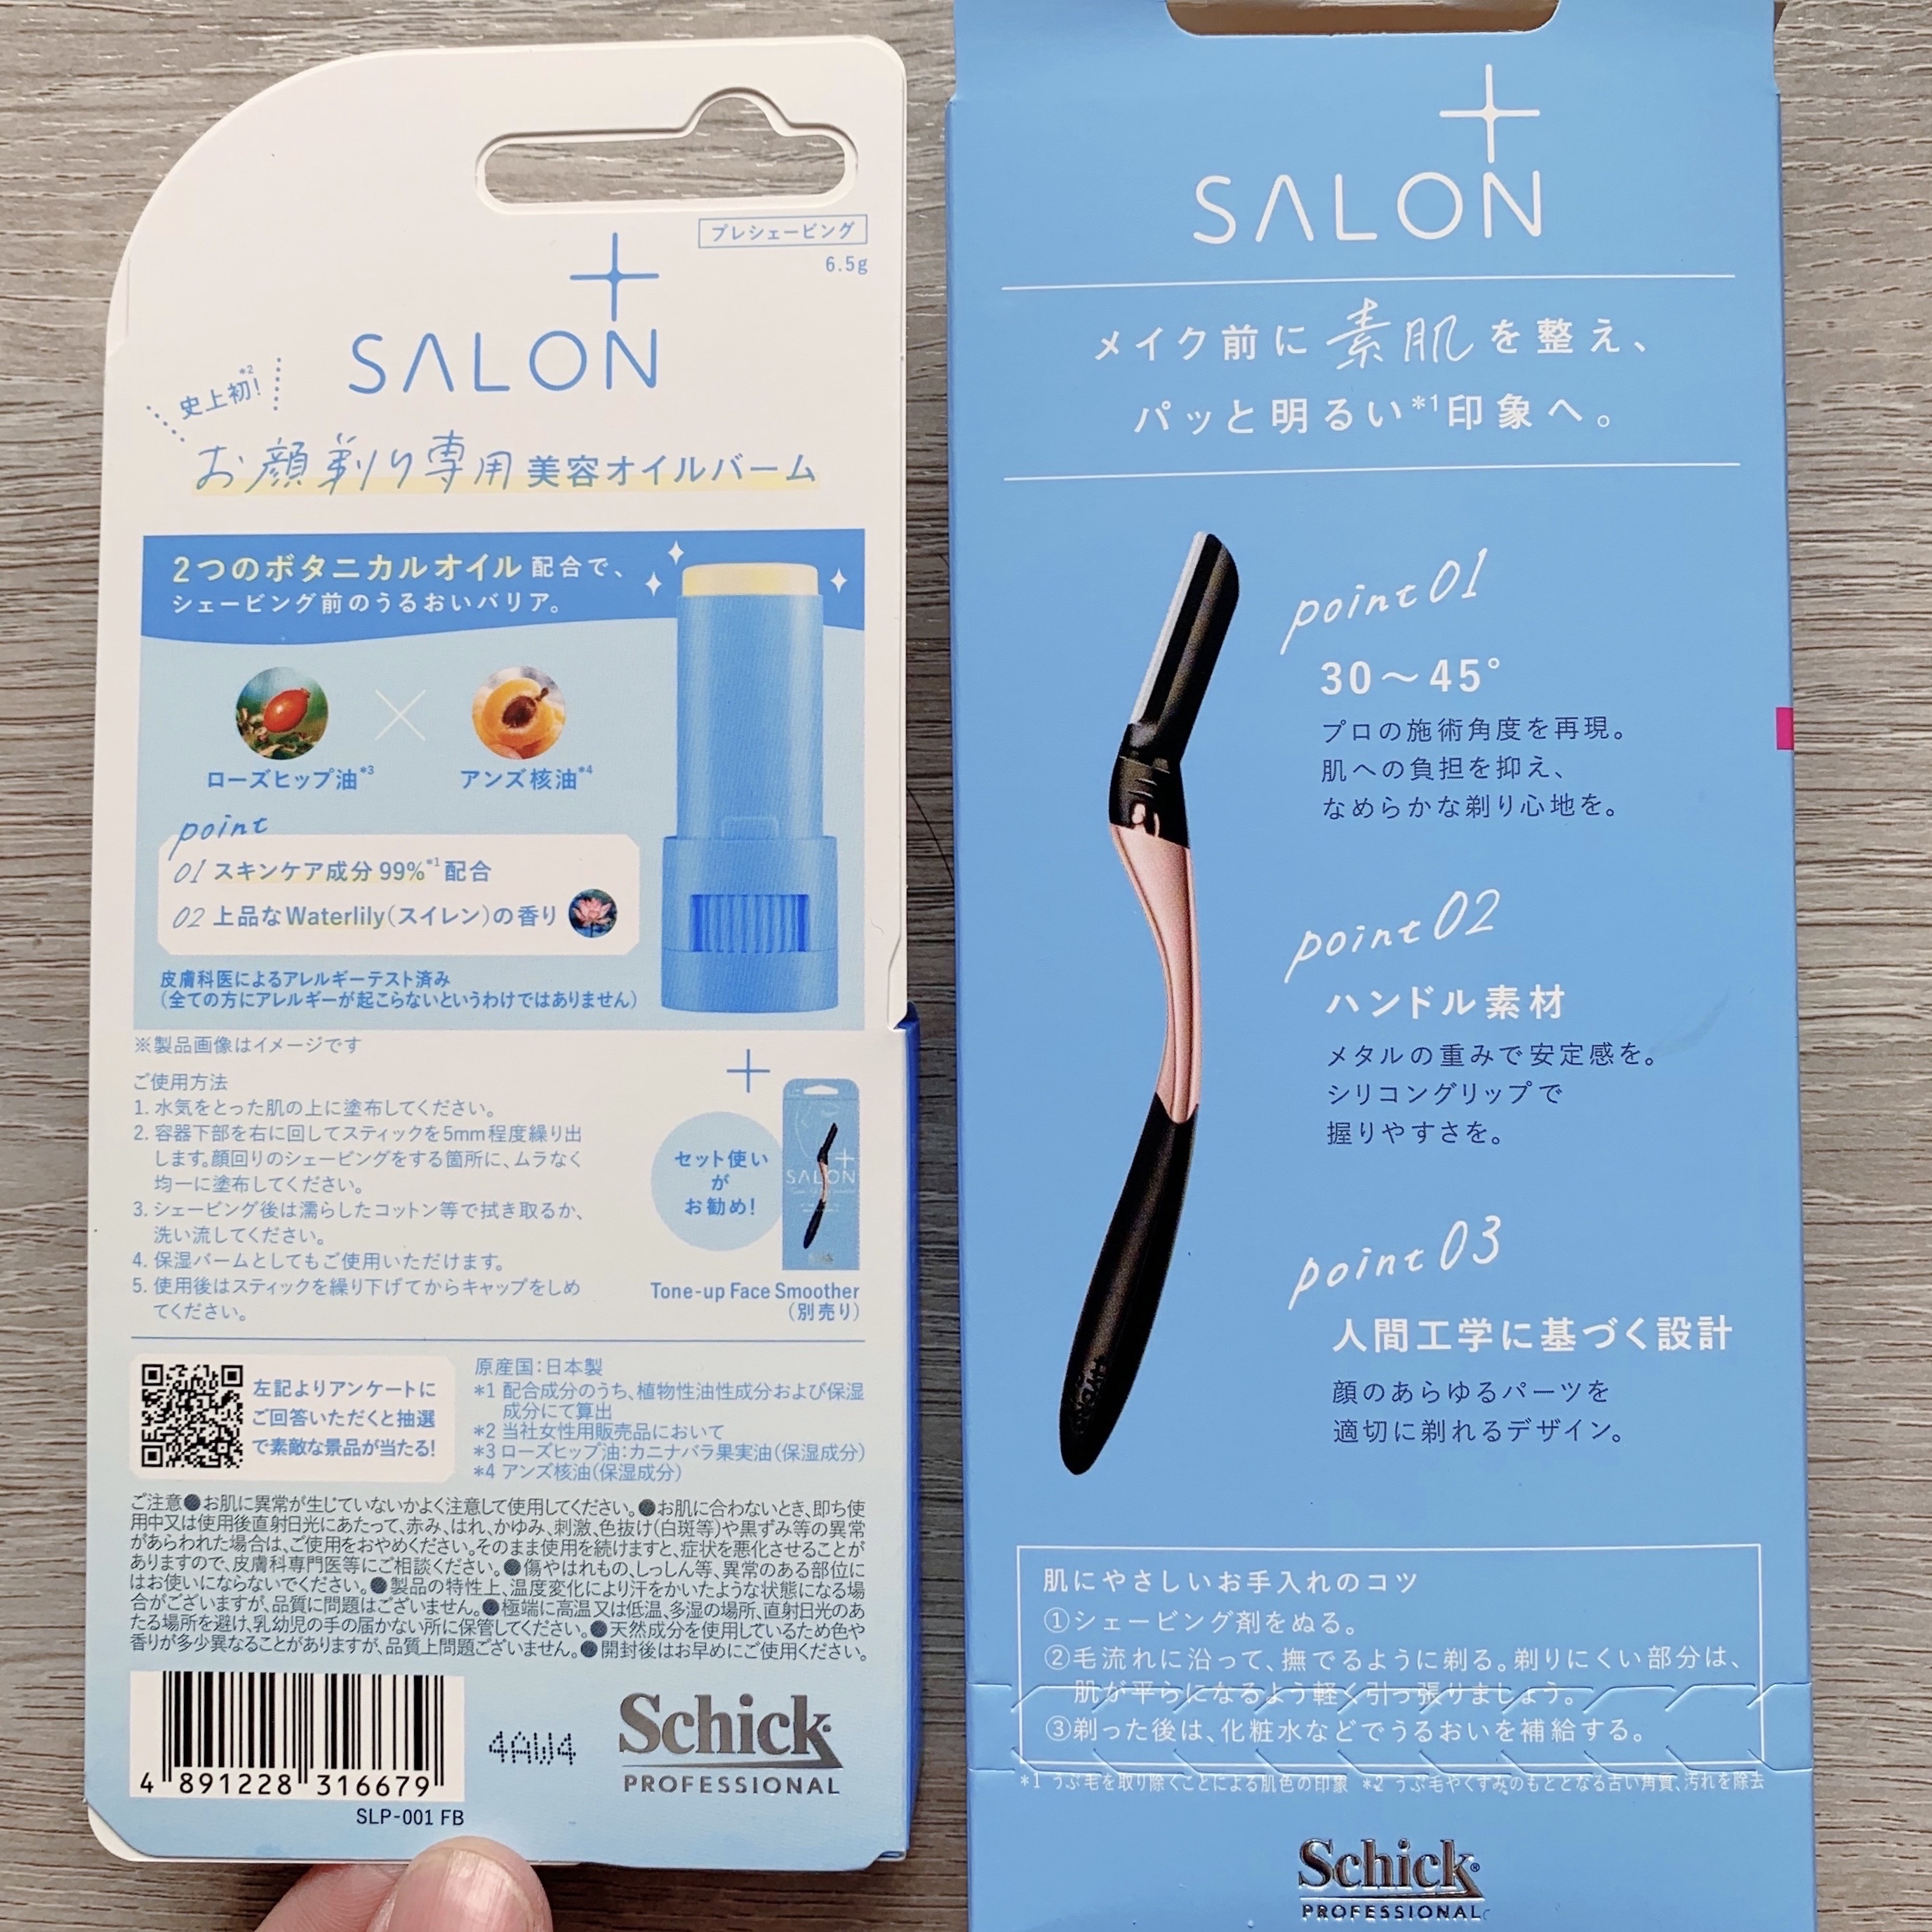 プレシェービング
6.5g
SALON
史上初!*2
お顔剃り専用美容オイルバーム
2つのボタニカルオイル配合で、
シェービング前のうるおいバリア。
ローズヒップ油*3
アンズ核油*4
point
01 スキンケア成分99%*1配合
02 上品なWaterlily(スイレン)の香り
皮膚科医によるアレルギーテスト済み
(全ての方にアレルギーが起こらないというわけではありません)
※製品画像はイメージです
ご使用方法
1. 水気をとった肌の上に塗布してください。
2. 容器下部を右に回してスティックを5mm程度繰り出
します。顔回りのシェービングをする箇所に、ムラなく
均一に塗布してください。
3. シェービング後は濡らしたコットン等で拭き取るか、
洗い流してください。
4. 保湿バームとしてもご使用いただけます。
5. 使用後はスティックを繰り下げてからキャップをしめ
てください。
セット使い
が
お勧め!
SALON
Tone-up Face Smoother
(別売り)
左記よりアンケートに
ご回答いただくと抽選
で素敵な景品が当たる!
原産国:日本製
*1 配合成分のうち、植物性油性成分および保湿
成分にて算出
*2 当社女性用販売品において
*3 ローズヒップ油:カニナバラ果実油(保湿成分)
*4 アンズ核油(保湿成分)
ご注意●お肌に異常が生じていないかよく注意して使用してください。●お肌に合わないとき、即ち使
用中又は使用後直射日光にあたって、赤み、はれ、かゆみ、刺激、色抜け(白斑等)や黒ずみ等の異常
があらわれた場合は、ご使用をおやめください。そのまま使用を続けますと、症状を悪化させることが
ありますので、皮膚科専門医等にご相談ください。●傷やはれもの、しっしん等、異常のある部位に
はお使いにならないでください。●製品の特性上、温度変化により汗をかいたような状態になる場
合がございますが、品質に問題はございません。●極端に高温又は低温、多湿の場所、直射日光のあ
たる場所を避け、乳幼児の手の届かない所に保管してください。●天然成分を使用しているため色や
香りが多少異なることがありますが、品質上問題ございません。●開封後はお早めにご使用ください。
4 891228 316679
SLP-001 FB
4AW4
Schick
PROFESSIONAL
SALON
メイク前に素肌を整え、
パッと明るい*1印象へ。
point 01
30〜45°
プロの施術角度を再現。
肌への負担を抑え、
なめらかな剃り心地を。
point 02
ハンドル素材
メタルの重みで安定感を。
シリコングリップで
握りやすさを。
point 03
人間工学に基づく設計
顔のあらゆるパーツを
適切に剃れるデザイン。
肌にやさしいお手入れのコツ
①シェービング剤をぬる。
②毛流れに沿って、撫でるように剃る。剃りにくい部分は、
肌が平らになるよう軽く引っ張りましょう。
③剃った後は、化粧水などでうるおいを補給する。
*1 うぶ毛を取り除くことによる肌色の印象 *2 うぶ毛やくすみのもととなる古い角質、汚れを除去
Schick
PROFESSIONAL